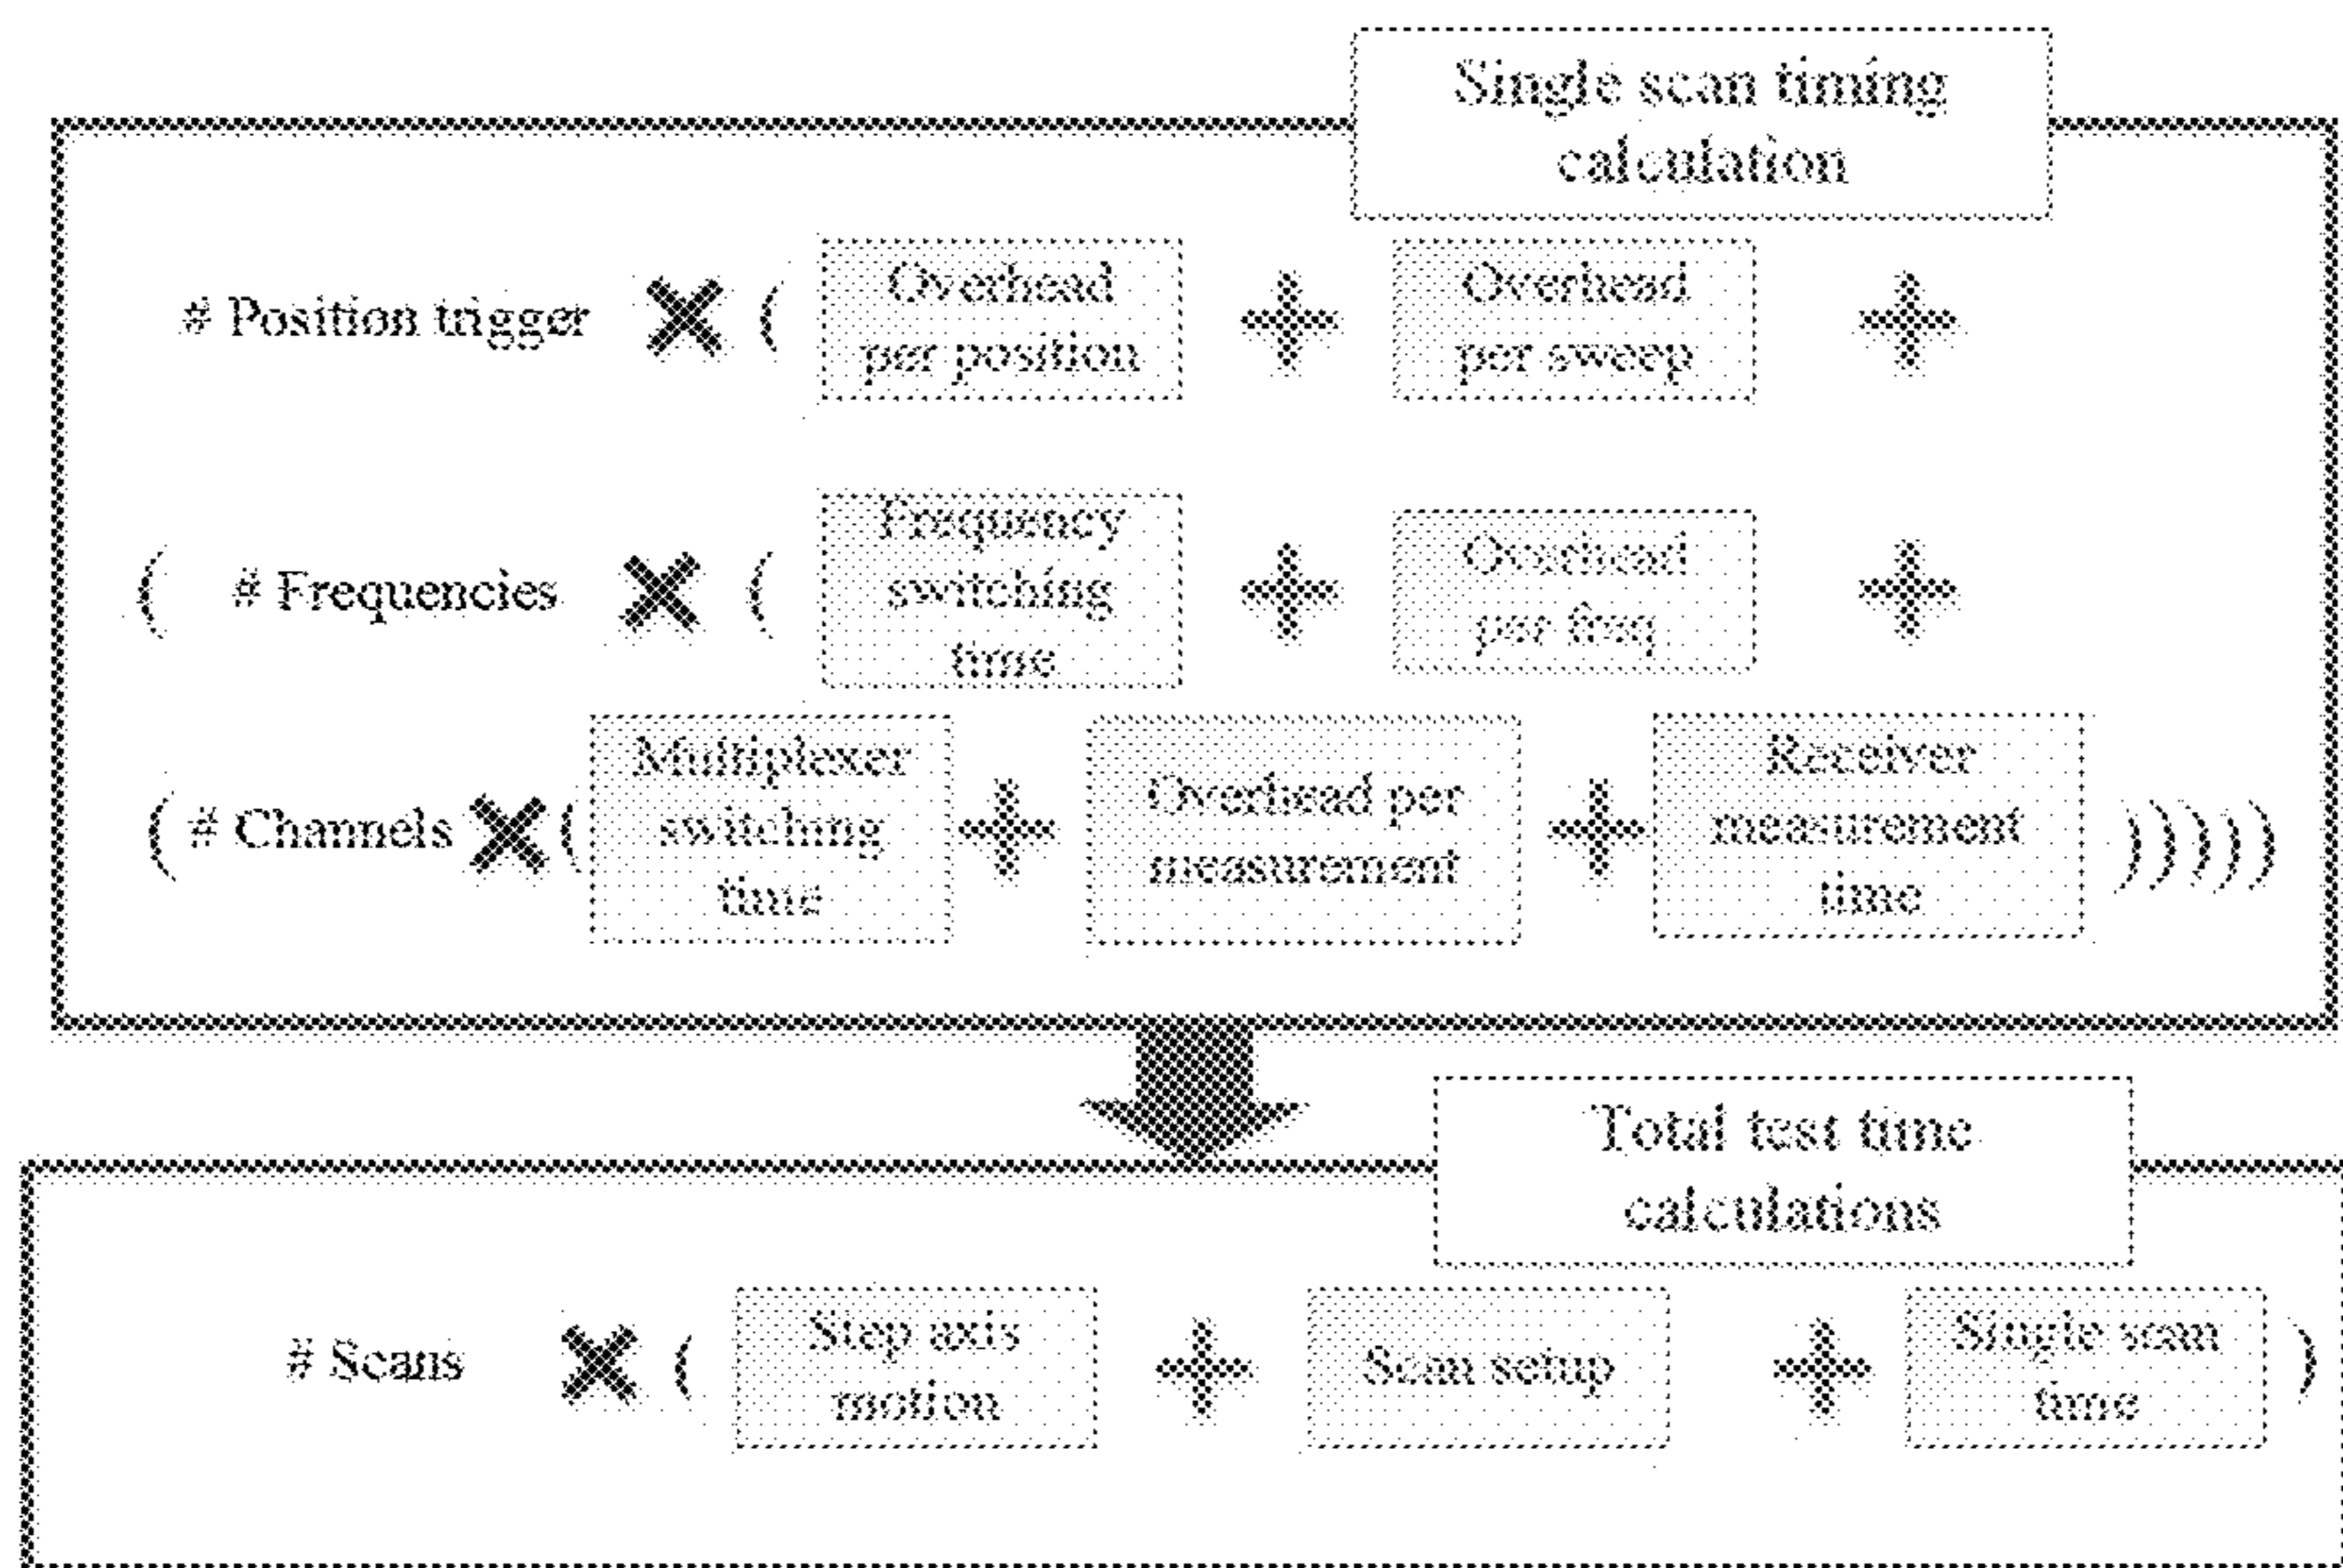 Single scan timing
calculation
# Position trigger × ( Overhead per position + Overhead per sweep +
( # Frequencies × ( Frequency switching time + Overhead per freq +
( # Channels × ( Multiplexer switching time + Overhead per measurement + Receiver measurement time )))))
Total test time
calculations
# Scans × ( Step axis motion + Scan setup + Single scan time )